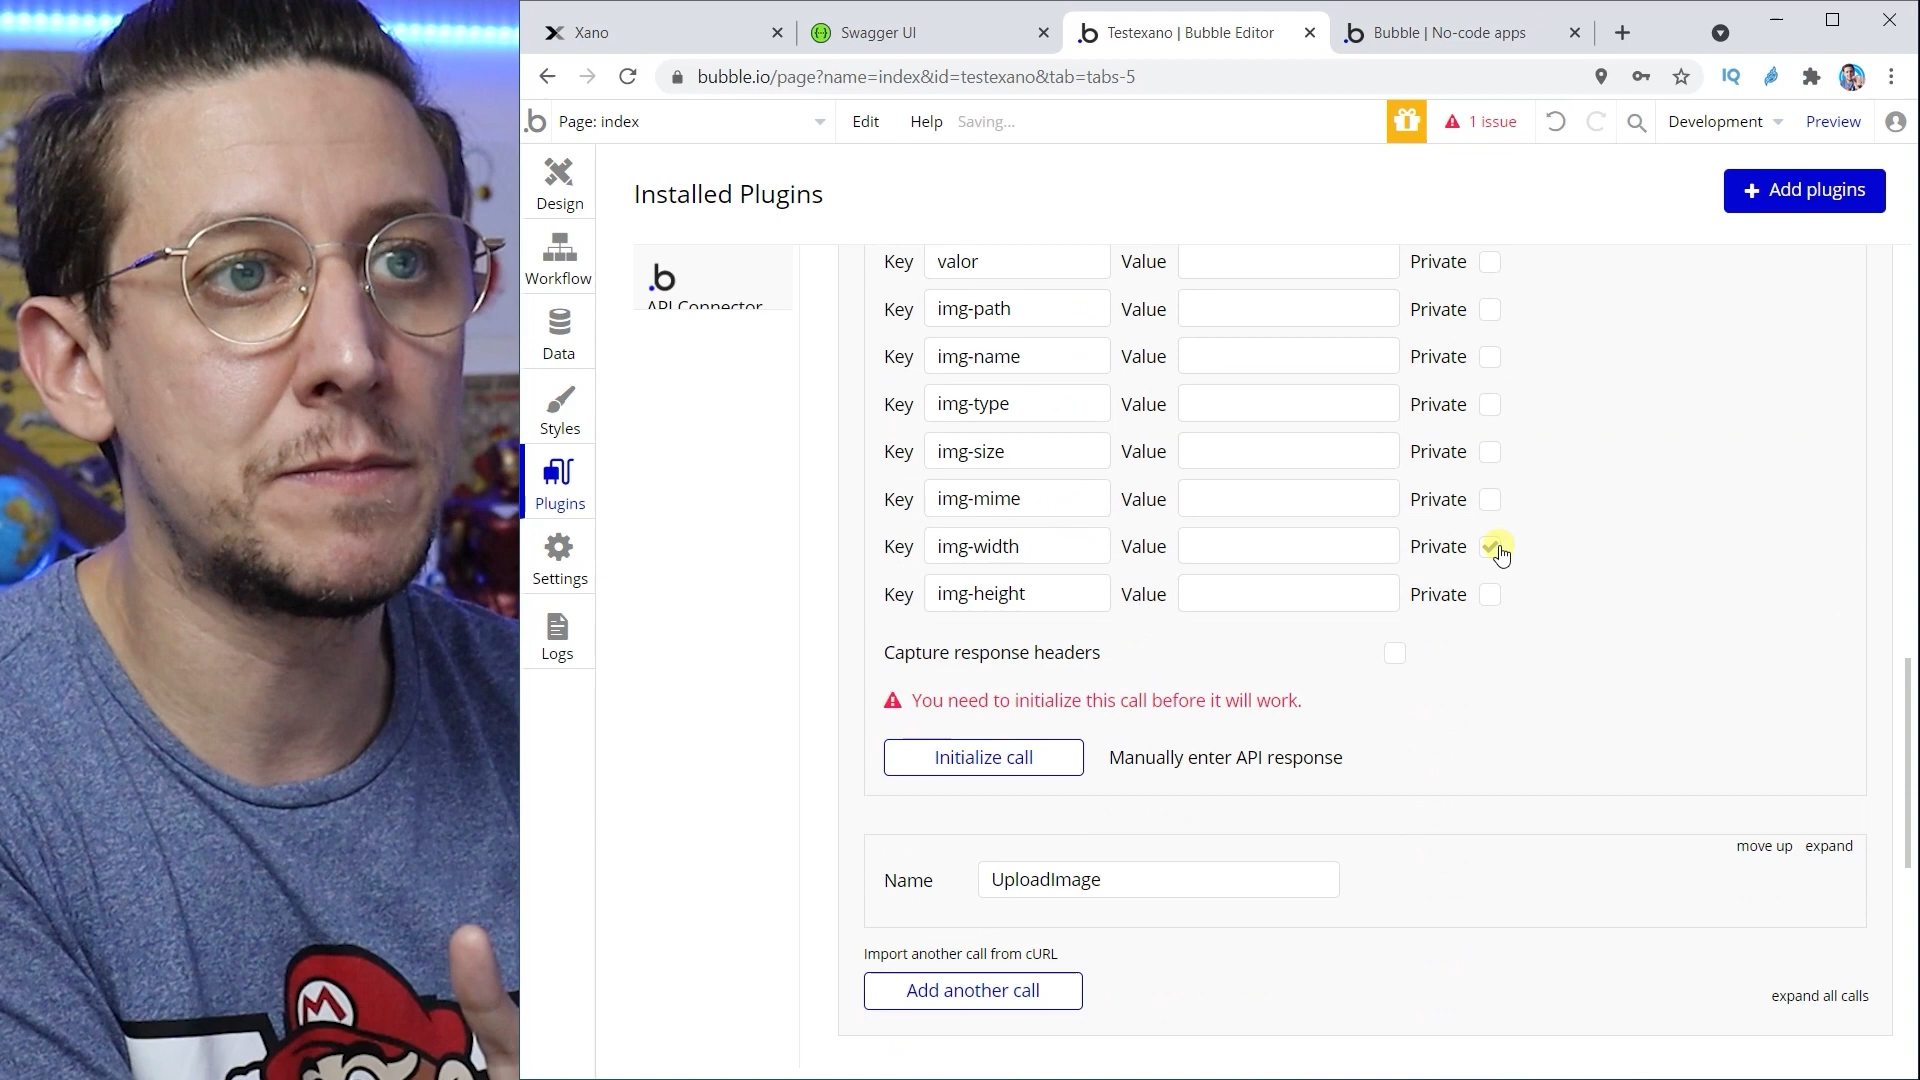 Xano
Swagger UI
Testexano | Bubble Editor
Bubble | No-code apps
bubble.io/page?name=index&id=testexano&tab=tabs-5
IQ
.b
Page: index
Edit
Help
Saving...
1 issue
Development
Preview
Design
Workflow
Data
Styles
Plugins
Settings
Logs
Installed Plugins
Add plugins
.b
API Connector
Key valor Value Private
Key img-path Value Private
Key img-name Value Private
Key img-type Value Private
Key img-size Value Private
Key img-mime Value Private
Key img-width Value Private
Key img-height Value Private
Capture response headers
You need to initialize this call before it will work.
Initialize call
Manually enter API response
move up expand
Name UploadImage
Import another call from cURL
Add another call
expand all calls
M